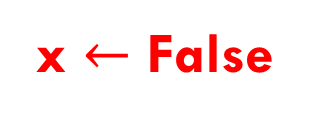 x ← False